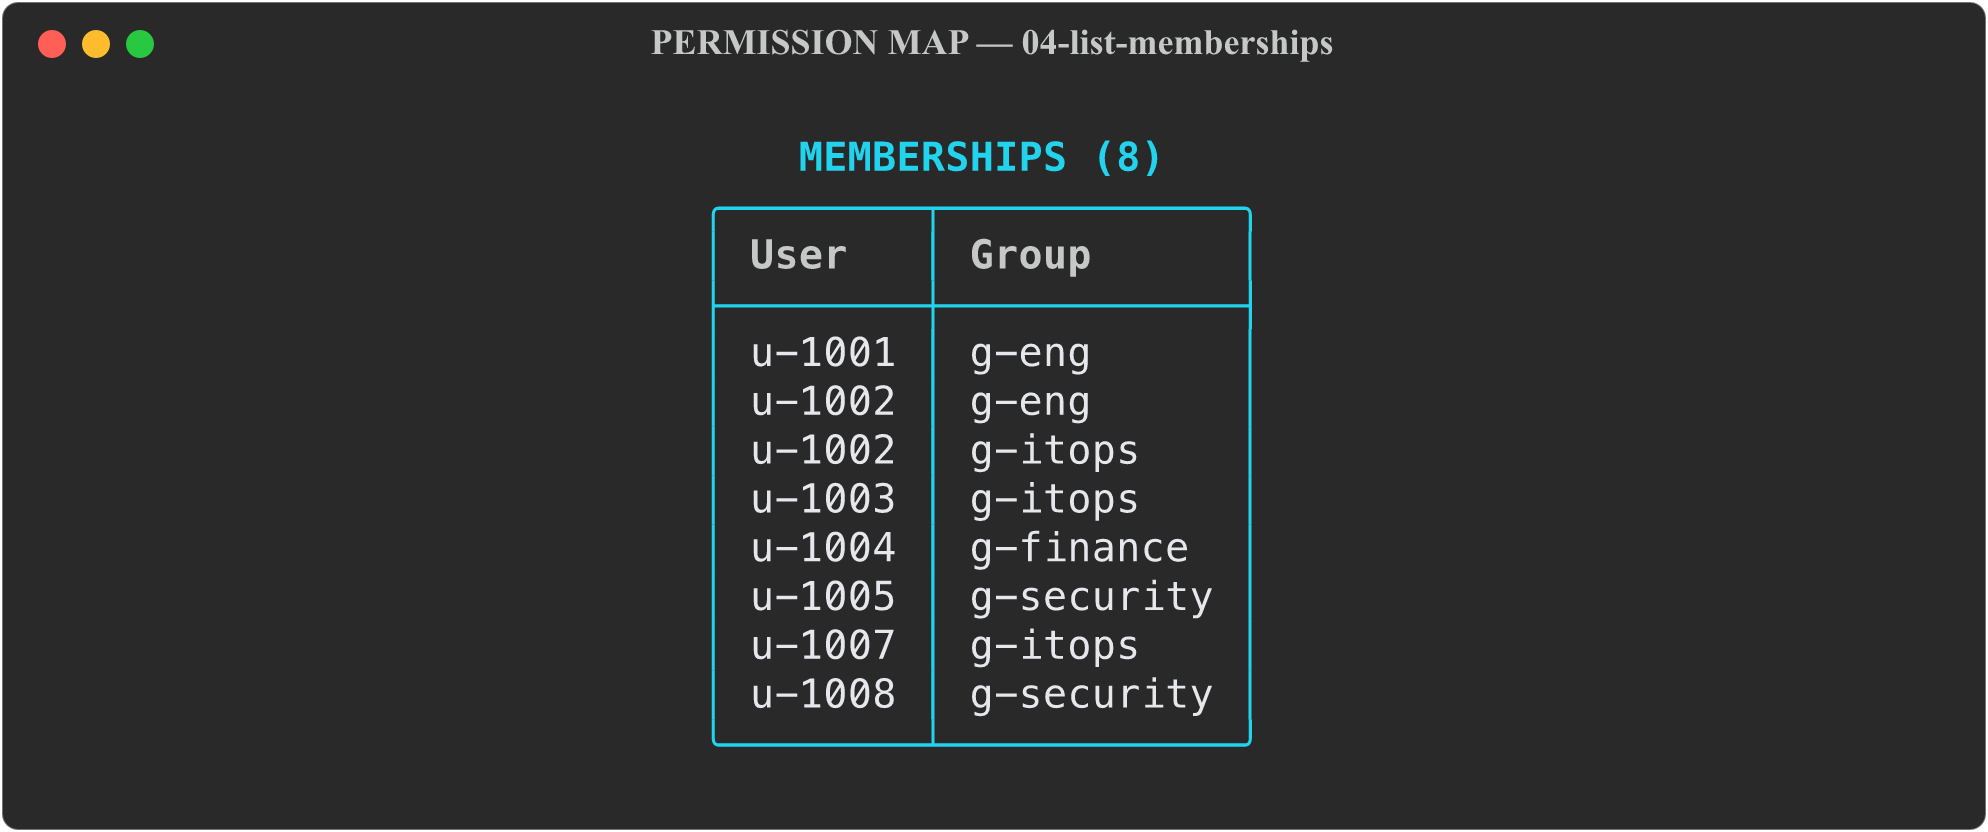 PERMISSION MAP — 04-list-memberships
MEMBERSHIPS (8)
User Group
u-1001 g-eng
u-1002 g-eng
u-1002 g-itops
u-1003 g-itops
u-1004 g-finance
u-1005 g-security
u-1007 g-itops
u-1008 g-security